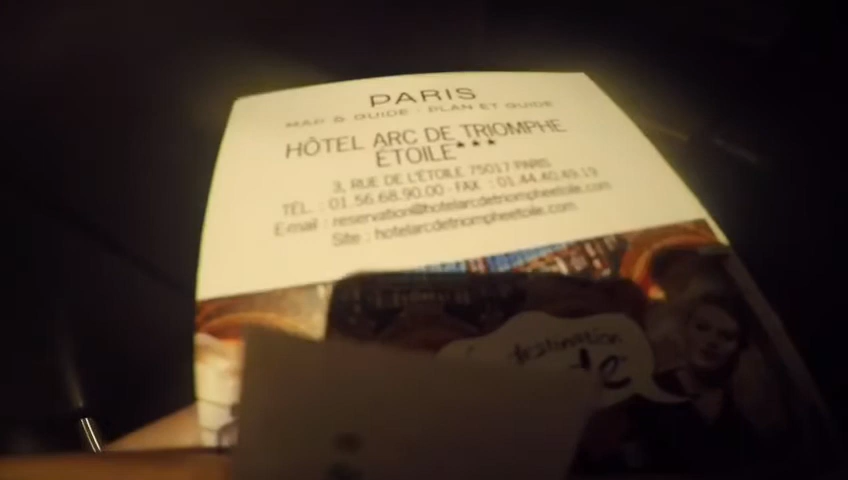 PARIS
MAP & GUIDE · PLAN ET GUIDE
HÔTEL ARC DE TRIOMPHE
ÉTOILE***
3, RUE DE L'ÉTOILE 75017 PARIS
TÉL. : 01.56.68.90.00 - FAX : 01.44.40.49.19
E-mail : reservation@hotelarcdetriompheetoile.com
Site : hotelarcdetriompheetoile.com
destination